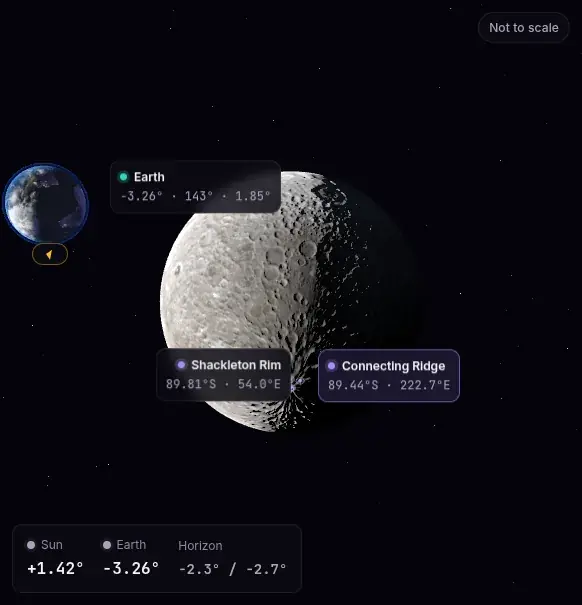 Not to scale
Earth
-3.26° · 143° · 1.85°
Shackleton Rim
89.81°S · 54.0°E
Connecting Ridge
89.44°S · 222.7°E
Sun
+1.42°
Earth
-3.26°
Horizon
-2.3° / -2.7°